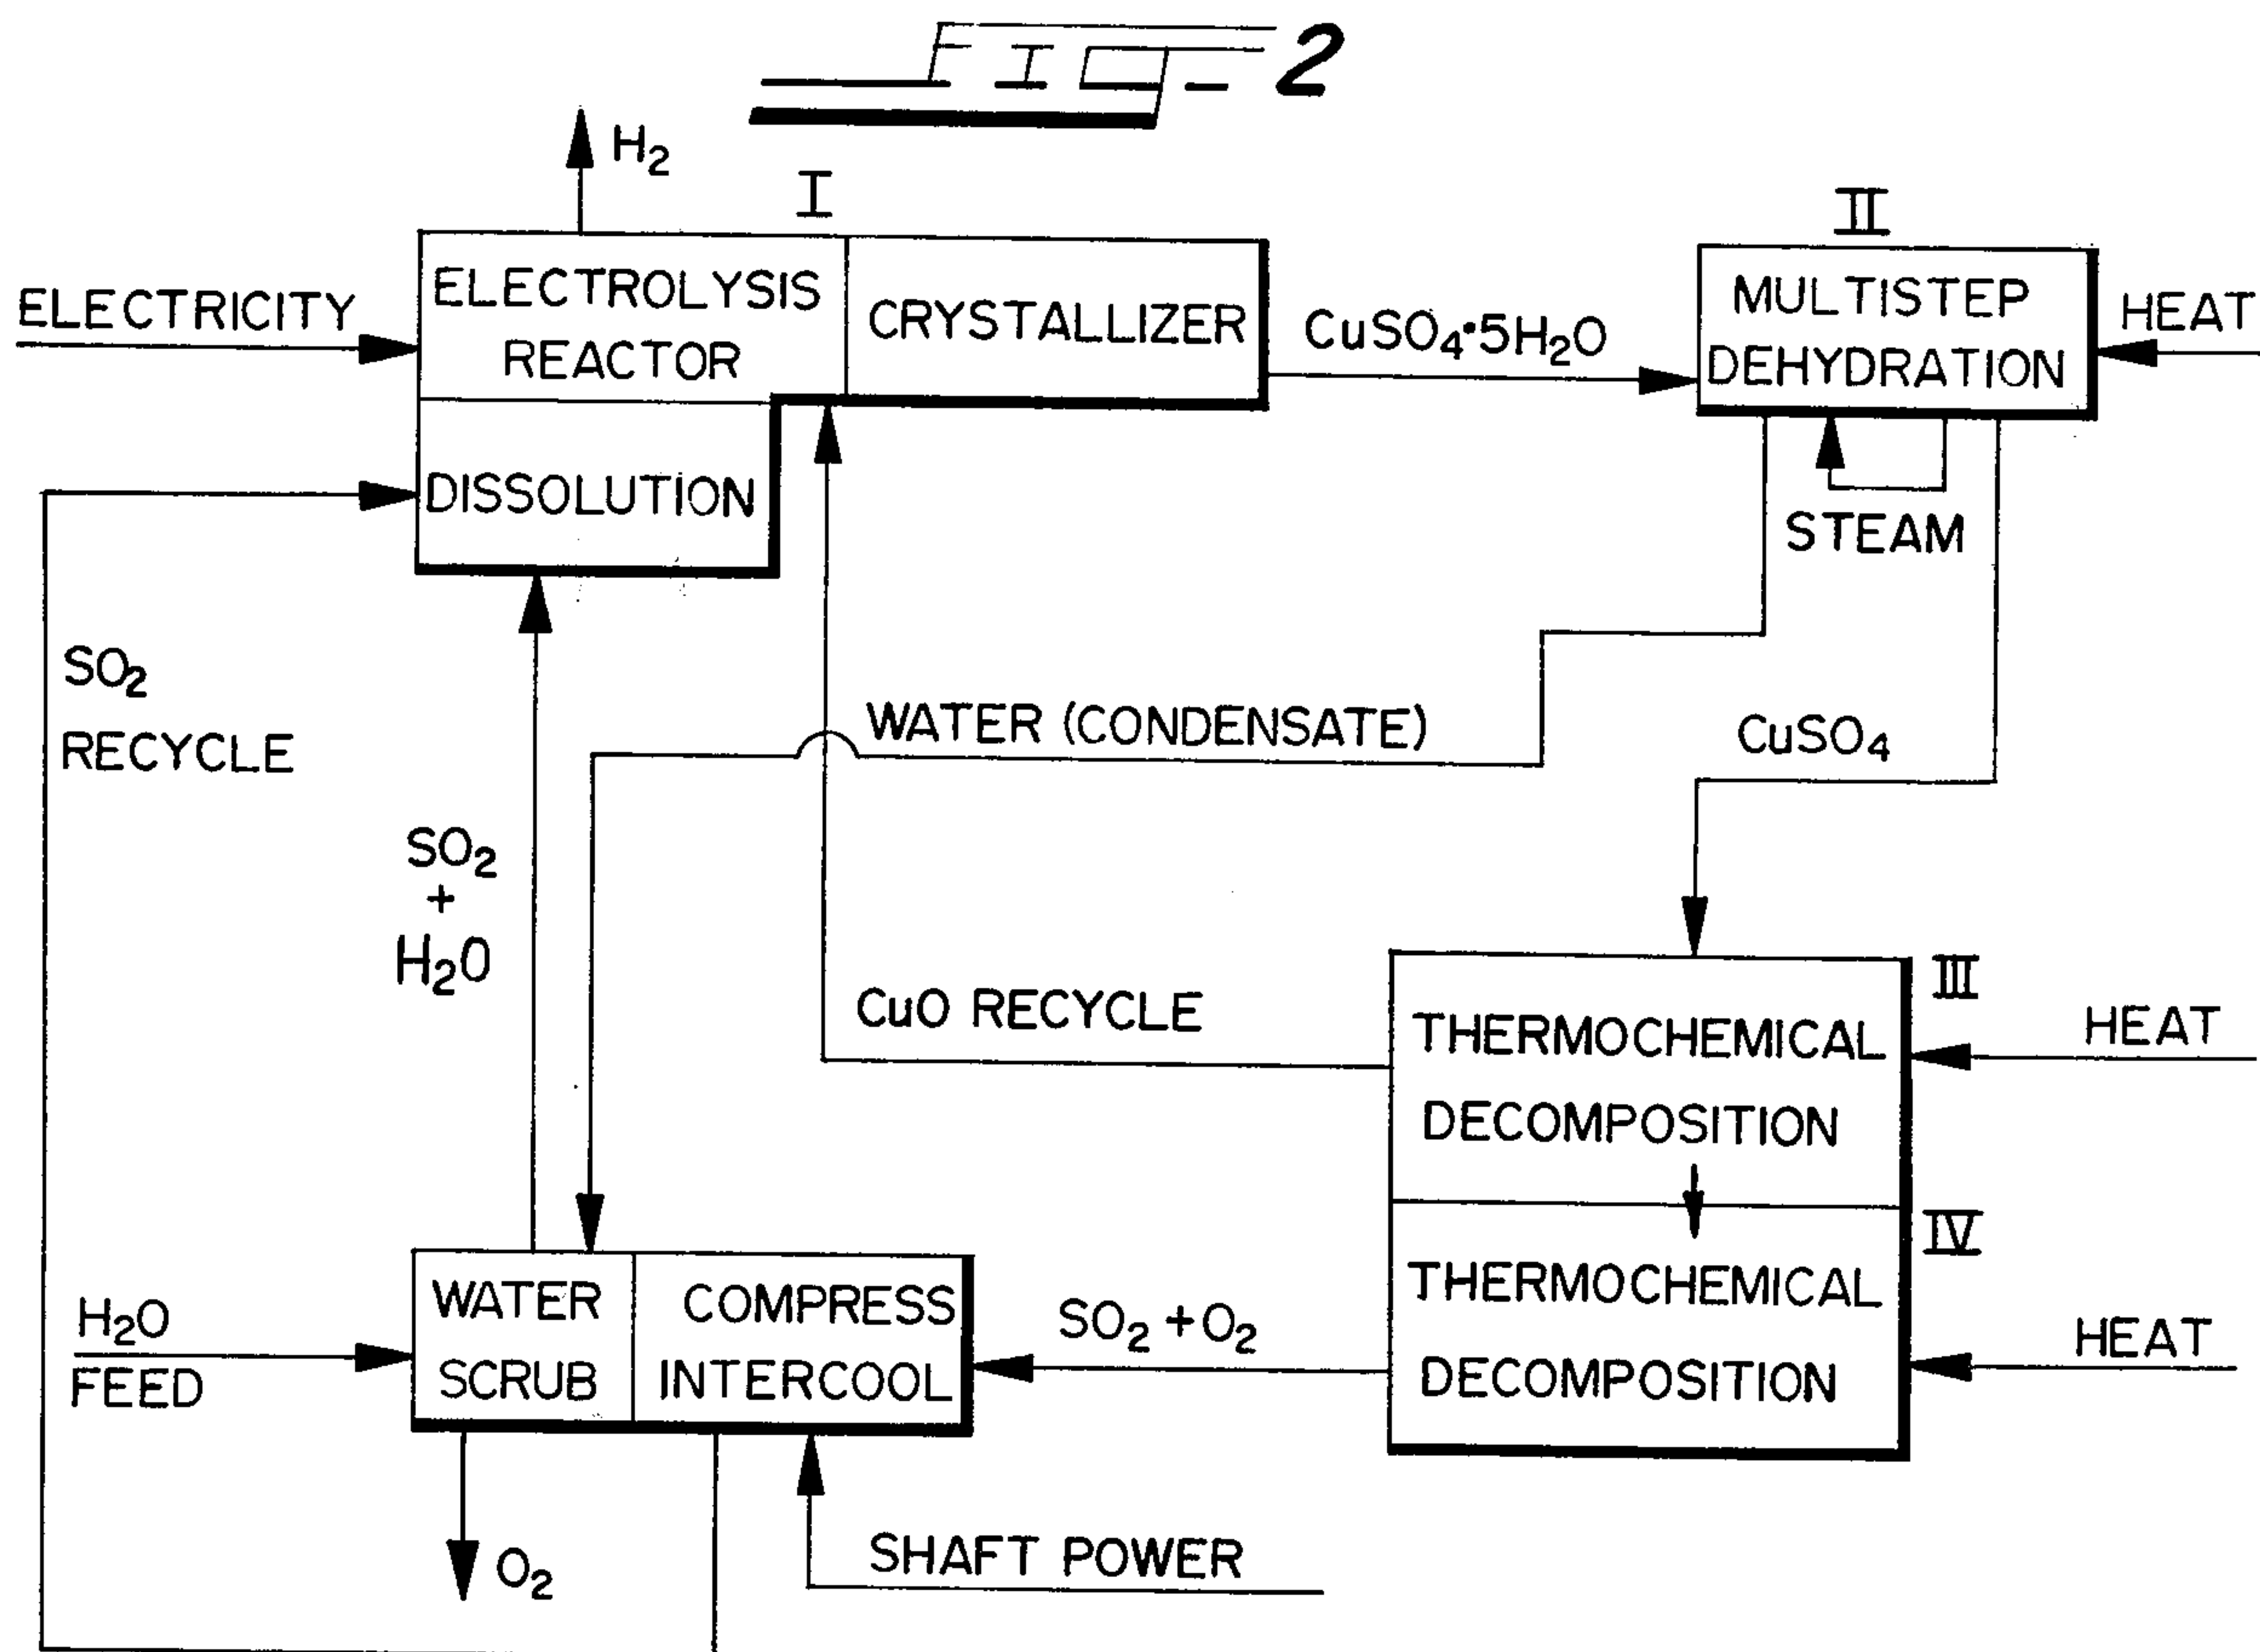 FIG-2
H₂
I
II
ELECTRICITY
ELECTROLYSIS
REACTOR
CRYSTALLIZER
CuSO₄•5H₂O
MULTISTEP
DEHYDRATION
HEAT
DISSOLUTION
STEAM
SO₂
RECYCLE
WATER (CONDENSATE)
CuSO₄
SO₂
+
H₂O
CuO RECYCLE
III
THERMOCHEMICAL
DECOMPOSITION
HEAT
IV
THERMOCHEMICAL
DECOMPOSITION
HEAT
H₂O
FEED
WATER
SCRUB
COMPRESS
INTERCOOL
SO₂ + O₂
O₂
SHAFT POWER